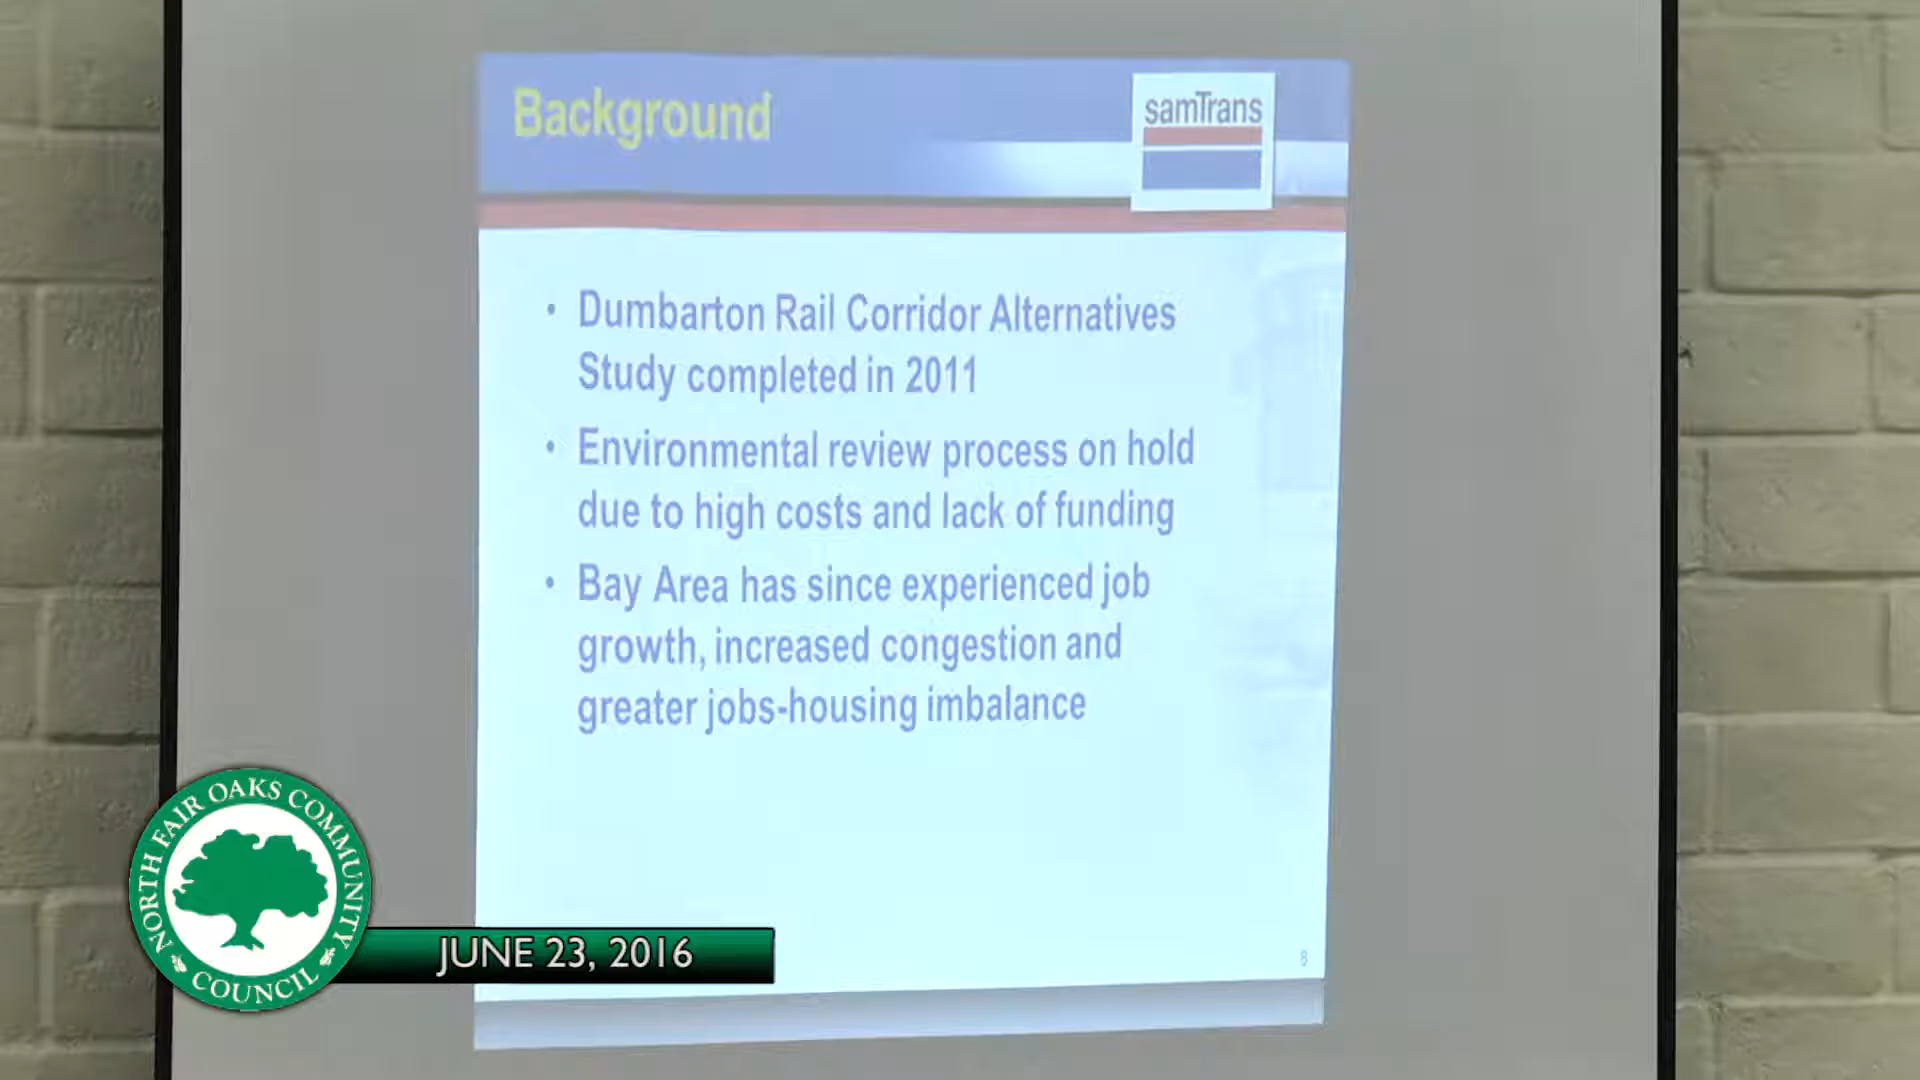 Background
samTrans
• Dumbarton Rail Corridor Alternatives
Study completed in 2011
• Environmental review process on hold
due to high costs and lack of funding
• Bay Area has since experienced job
growth, increased congestion and
greater jobs-housing imbalance
8
NORTH FAIR OAKS COMMUNITY
COUNCIL
JUNE 23, 2016